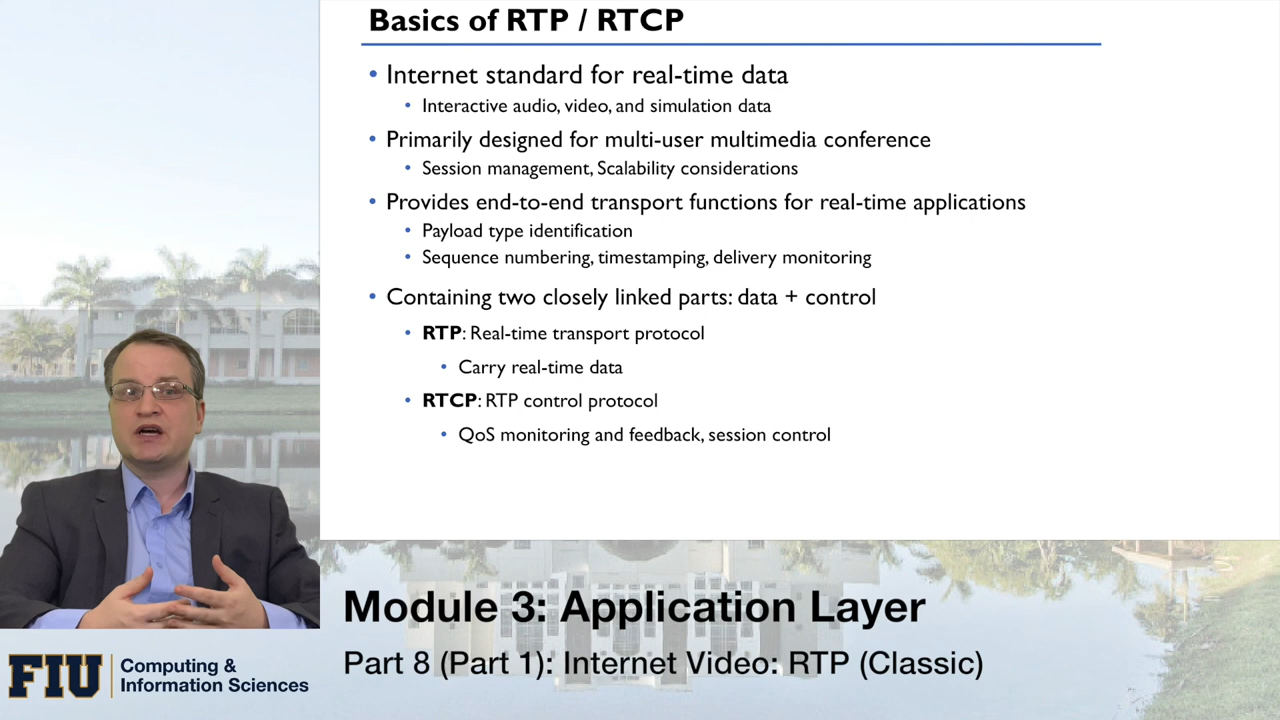 Basics of RTP / RTCP
• Internet standard for real-time data
• Interactive audio, video, and simulation data
• Primarily designed for multi-user multimedia conference
• Session management, Scalability considerations
• Provides end-to-end transport functions for real-time applications
• Payload type identification
• Sequence numbering, timestamping, delivery monitoring
• Containing two closely linked parts: data + control
• RTP: Real-time transport protocol
• Carry real-time data
• RTCP: RTP control protocol
• QoS monitoring and feedback, session control
Module 3: Application Layer
Part 8 (Part 1): Internet Video: RTP (Classic)
FIU
Computing &
Information Sciences